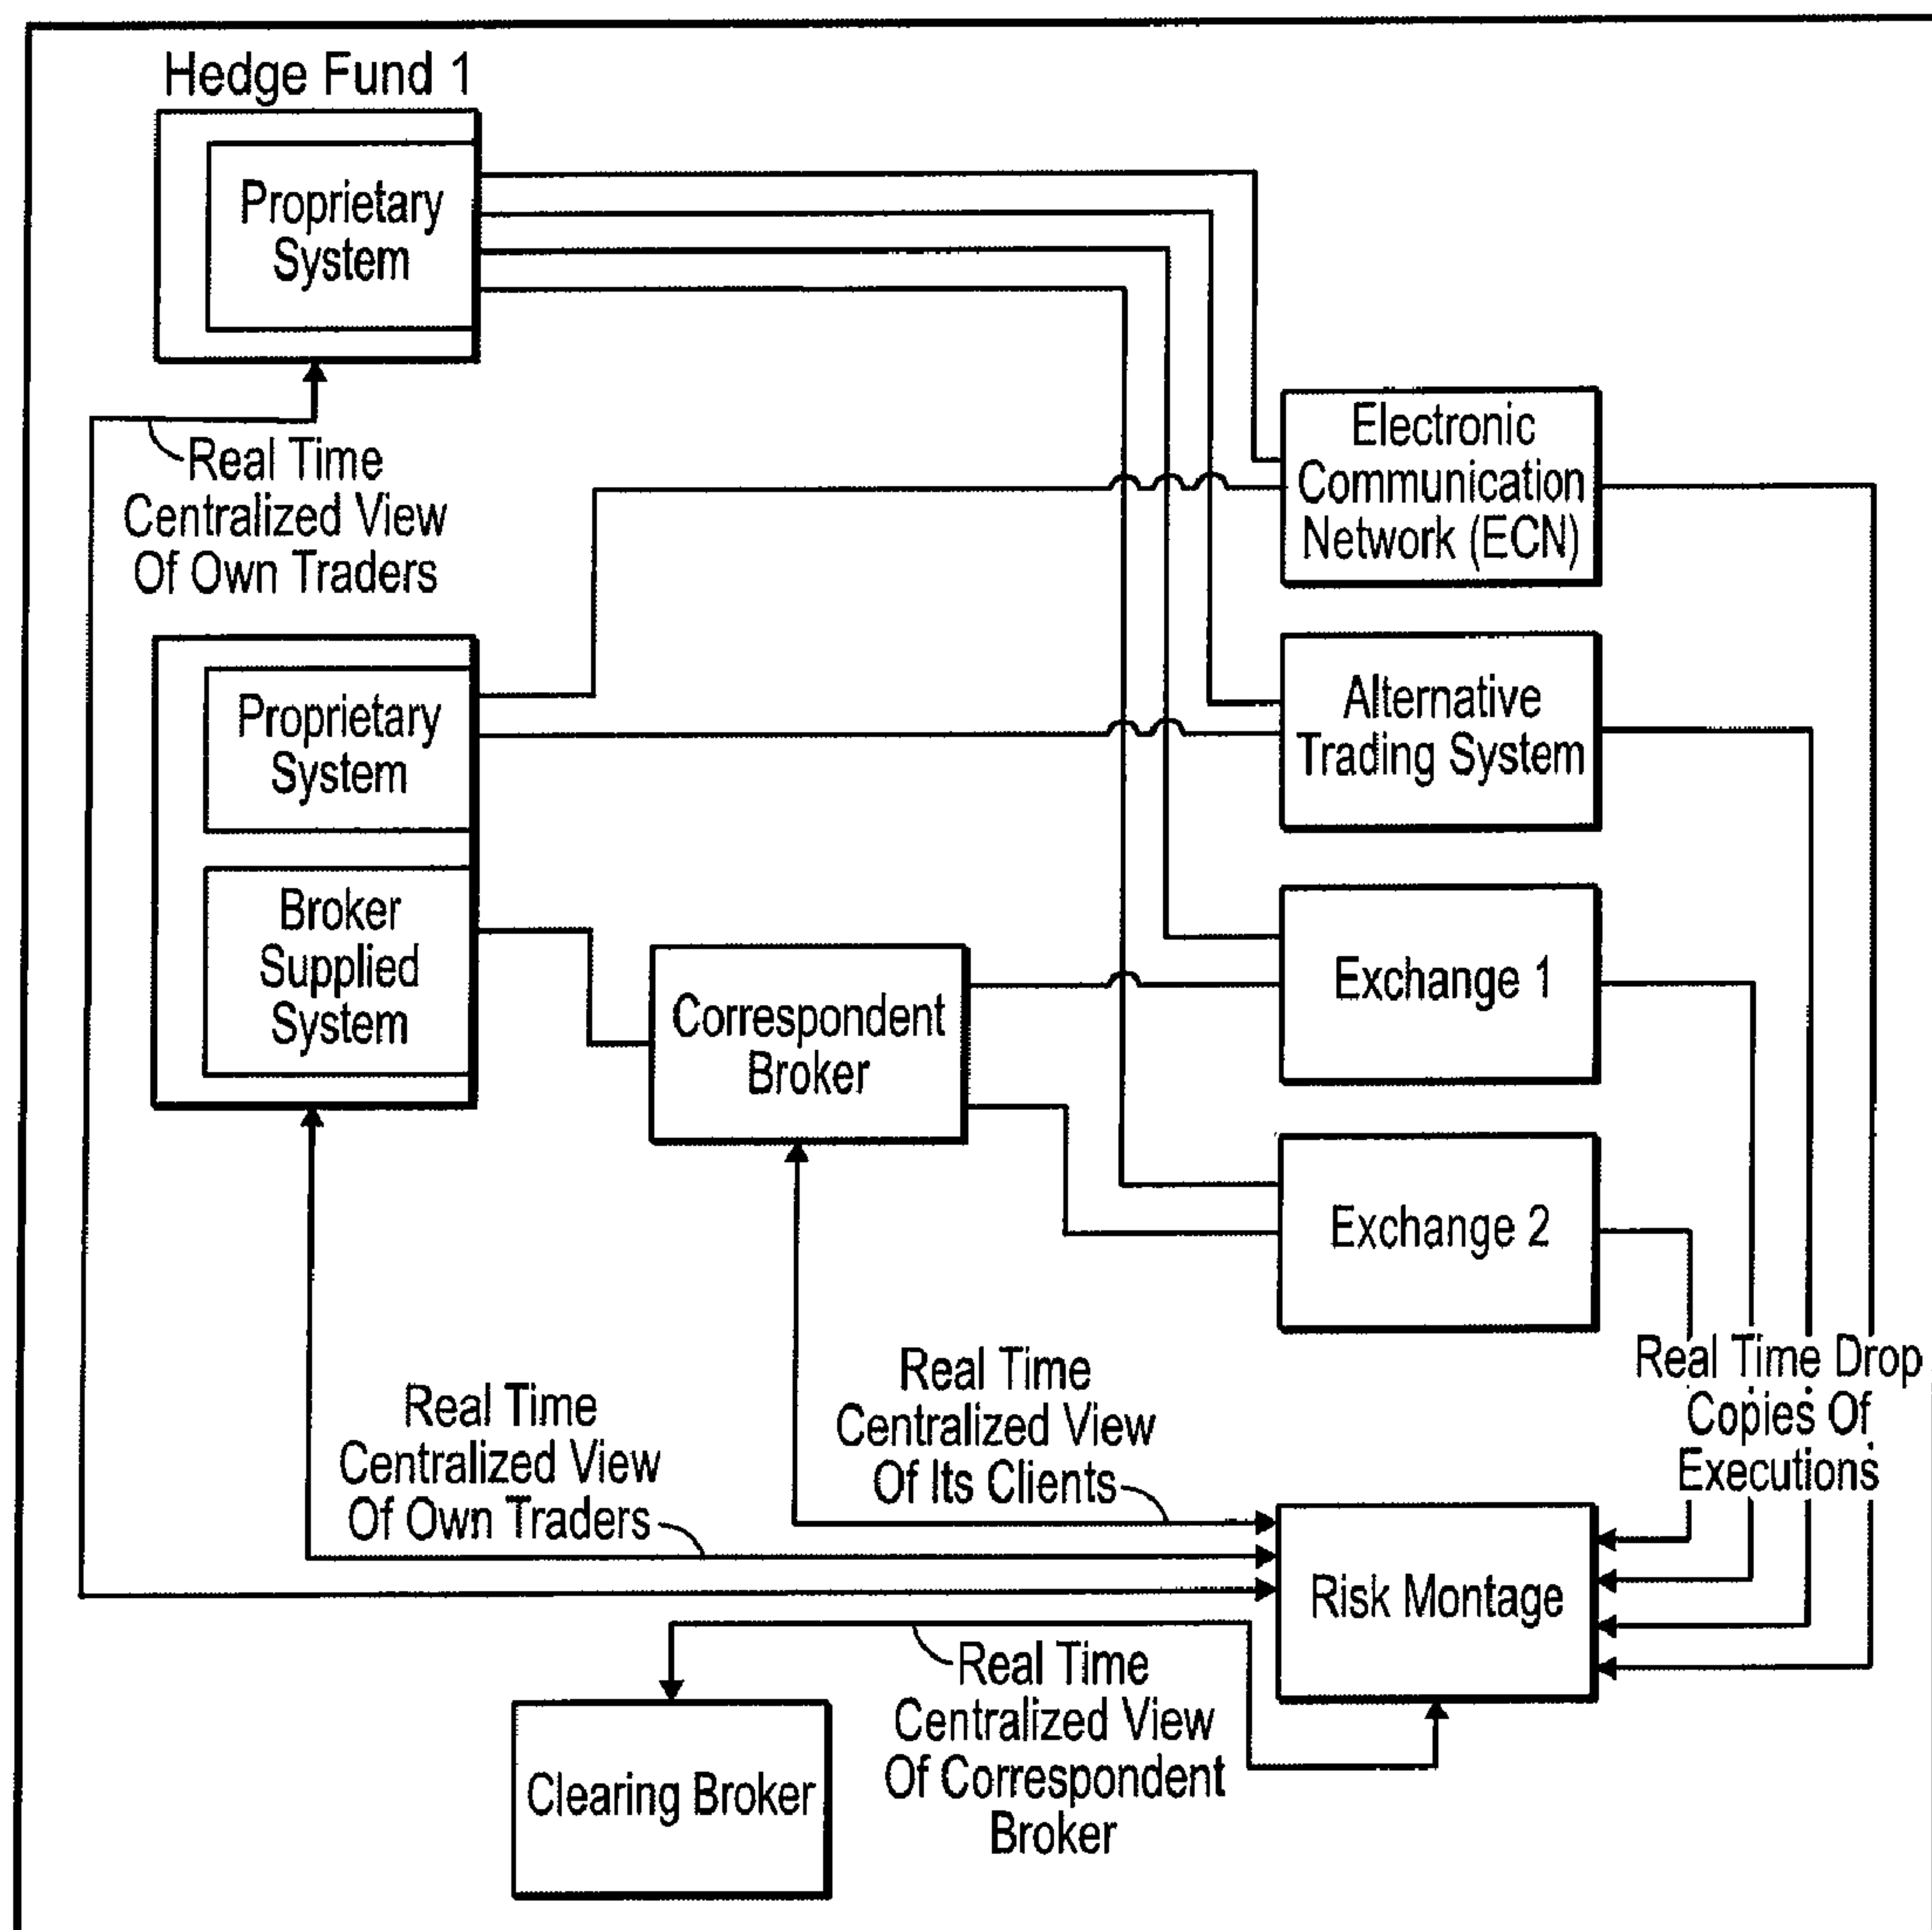 Hedge Fund 1
Proprietary
System
Real Time
Centralized View
Of Own Traders
Electronic
Communication
Network (ECN)
Proprietary
System
Alternative
Trading System
Broker
Supplied
System
Correspondent
Broker
Exchange 1
Exchange 2
Real Time Drop
Copies Of
Executions
Real Time
Centralized View
Of Its Clients
Real Time
Centralized View
Of Own Traders
Risk Montage
Real Time
Centralized View
Of Correspondent
Broker
Clearing Broker